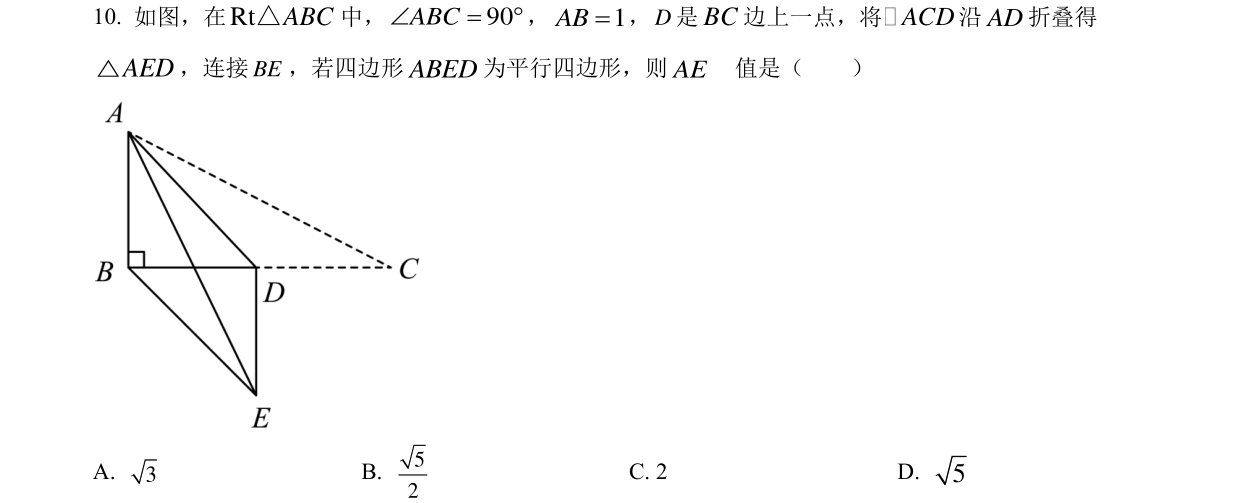 10. 如图，在Rt△ABC中，∠ABC=90°，AB=1，D是BC边上一点，将□ACD沿AD折叠得
△AED，连接BE，若四边形ABED为平行四边形，则AE 值是（ ）
A
B
D
C
E
A. √3 B. √5/2 C. 2 D. √5